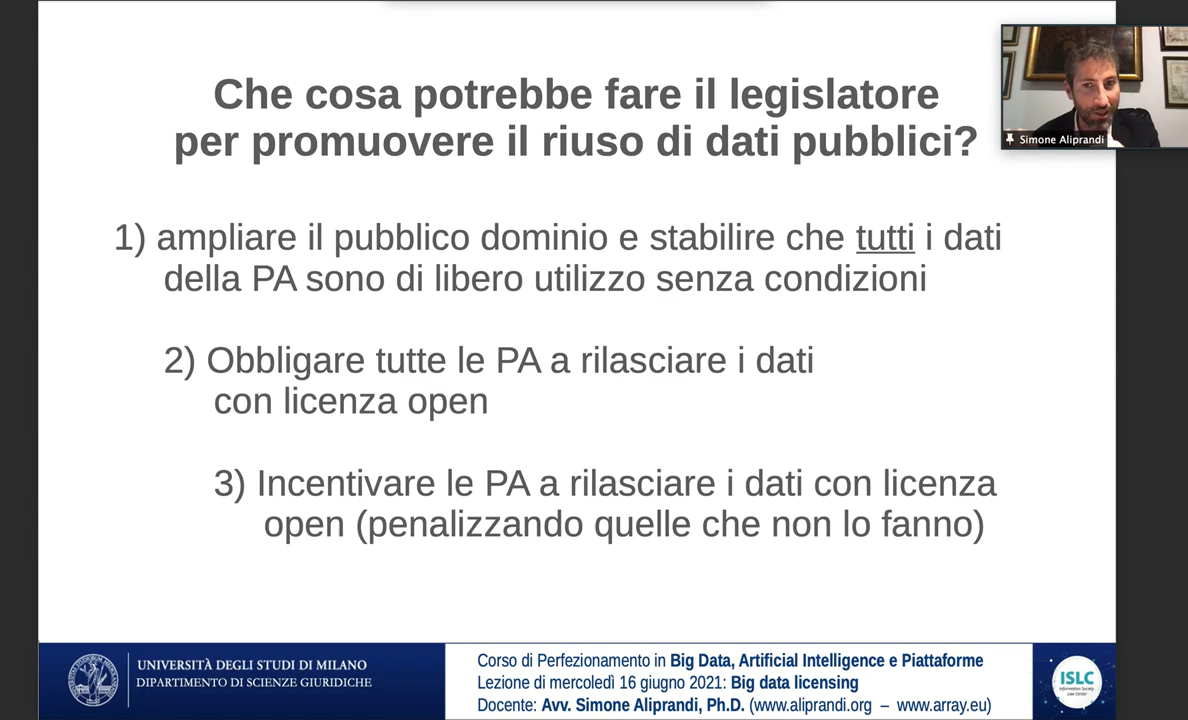 Che cosa potrebbe fare il legislatore
per promuovere il riuso di dati pubblici?
Simone Aliprandi
1) ampliare il pubblico dominio e stabilire che tutti i dati
della PA sono di libero utilizzo senza condizioni
2) Obbligare tutte le PA a rilasciare i dati
con licenza open
3) Incentivare le PA a rilasciare i dati con licenza
open (penalizzando quelle che non lo fanno)
UNIVERSITÀ DEGLI STUDI DI MILANO
DIPARTIMENTO DI SCIENZE GIURIDICHE
Corso di Perfezionamento in Big Data, Artificial Intelligence e Piattaforme
Lezione di mercoledì 16 giugno 2021: Big data licensing
Docente: Avv. Simone Aliprandi, Ph.D. (www.aliprandi.org – www.array.eu)
ISLC
Information Society
Law Center